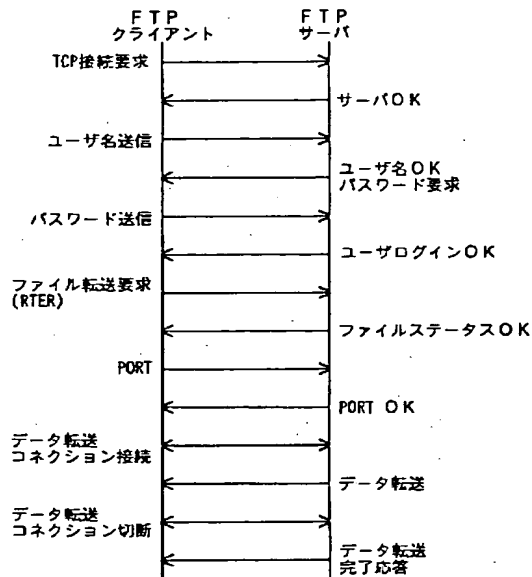 FTP
クライアント
FTP
サーバ
TCP接続要求
サーバOK
ユーザ名送信
ユーザ名OK
パスワード要求
パスワード送信
ユーザログインOK
ファイル転送要求
(RTER)
ファイルステータスOK
PORT
PORT OK
データ転送
コネクション接続
データ転送
データ転送
コネクション切断
データ転送
完了応答